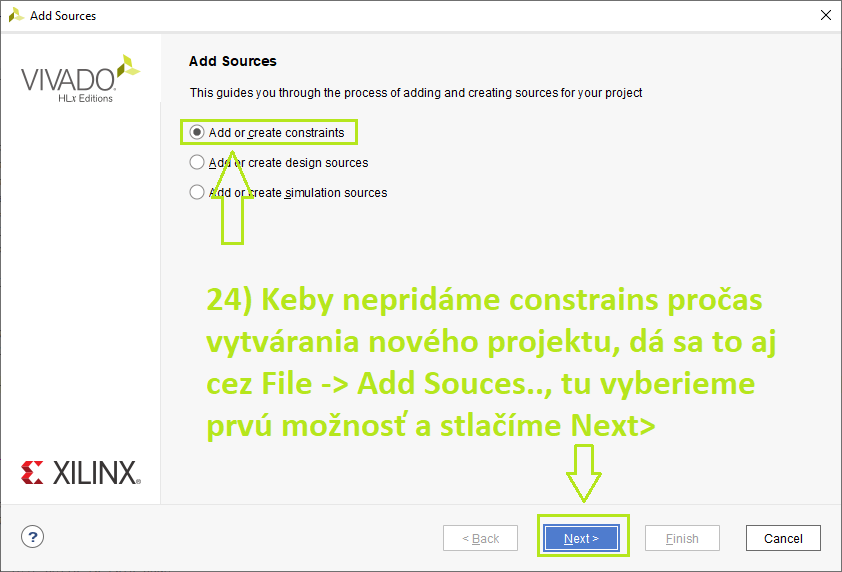 Add Sources
VIVADO
HLx Editions
Add Sources
This guides you through the process of adding and creating sources for your project
Add or create constraints
Add or create design sources
Add or create simulation sources
24) Keby nepridáme constrains pročas
vytvárania nového projektu, dá sa to aj
cez File -> Add Souces.., tu vyberieme
prvú možnosť a stlačíme Next>
XILINX®
?
< Back
Next >
Finish
Cancel